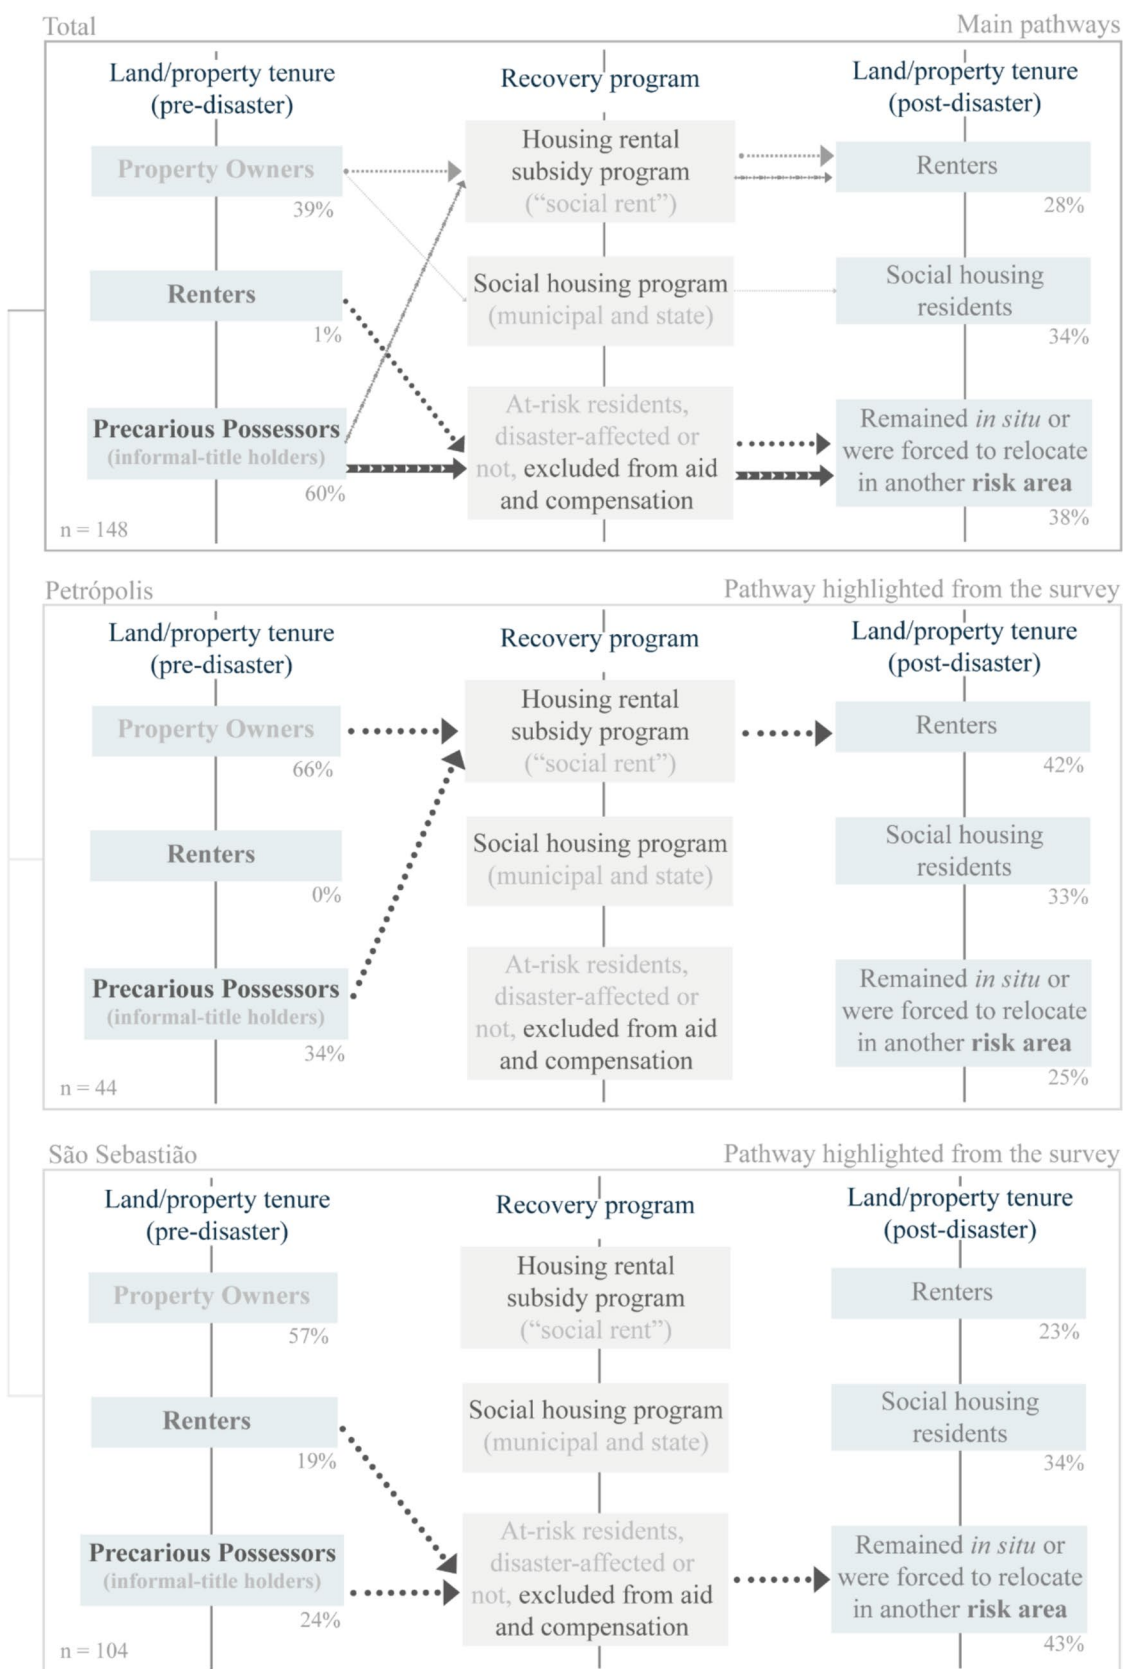 Total
Main pathways
Land/property tenure
(pre-disaster)
Recovery program
Land/property tenure
(post-disaster)
Property Owners
39%
Housing rental
subsidy program
(“social rent”)
Renters
28%
Renters
1%
Social housing program
(municipal and state)
Social housing
residents
34%
Precarious Possessors
(informal-title holders)
60%
At-risk residents,
disaster-affected or
not, excluded from aid
and compensation
Remained in situ or
were forced to relocate
in another risk area
38%
n = 148
Petrópolis
Pathway highlighted from the survey
Land/property tenure
(pre-disaster)
Recovery program
Land/property tenure
(post-disaster)
Property Owners
66%
Housing rental
subsidy program
(“social rent”)
Renters
42%
Renters
0%
Social housing program
(municipal and state)
Social housing
residents
33%
Precarious Possessors
(informal-title holders)
34%
At-risk residents,
disaster-affected or
not, excluded from aid
and compensation
Remained in situ or
were forced to relocate
in another risk area
25%
n = 44
São Sebastião
Pathway highlighted from the survey
Land/property tenure
(pre-disaster)
Recovery program
Land/property tenure
(post-disaster)
Property Owners
57%
Housing rental
subsidy program
(“social rent”)
Renters
23%
Renters
19%
Social housing program
(municipal and state)
Social housing
residents
34%
Precarious Possessors
(informal-title holders)
24%
At-risk residents,
disaster-affected or
not, excluded from aid
and compensation
Remained in situ or
were forced to relocate
in another risk area
43%
n = 104